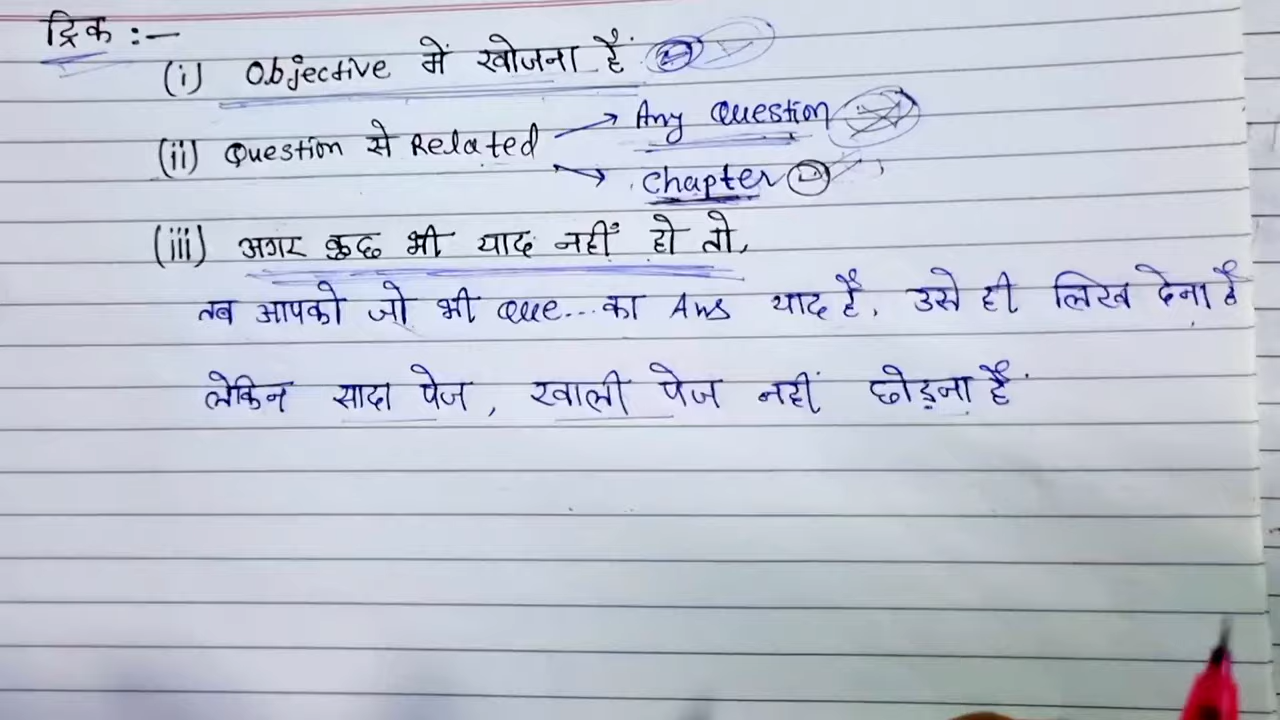 ट्रिक :-
(i) Objective में खोजना हैं
(ii) Question से Related → Any Question
→ Chapter
(iii) अगर कुछ भी याद नहीं हो तो,
तब आपको जो भी Que... का Ans याद है, उसे ही लिख देना है
लेकिन सादा पेज, खाली पेज नहीं छोड़ना हैं